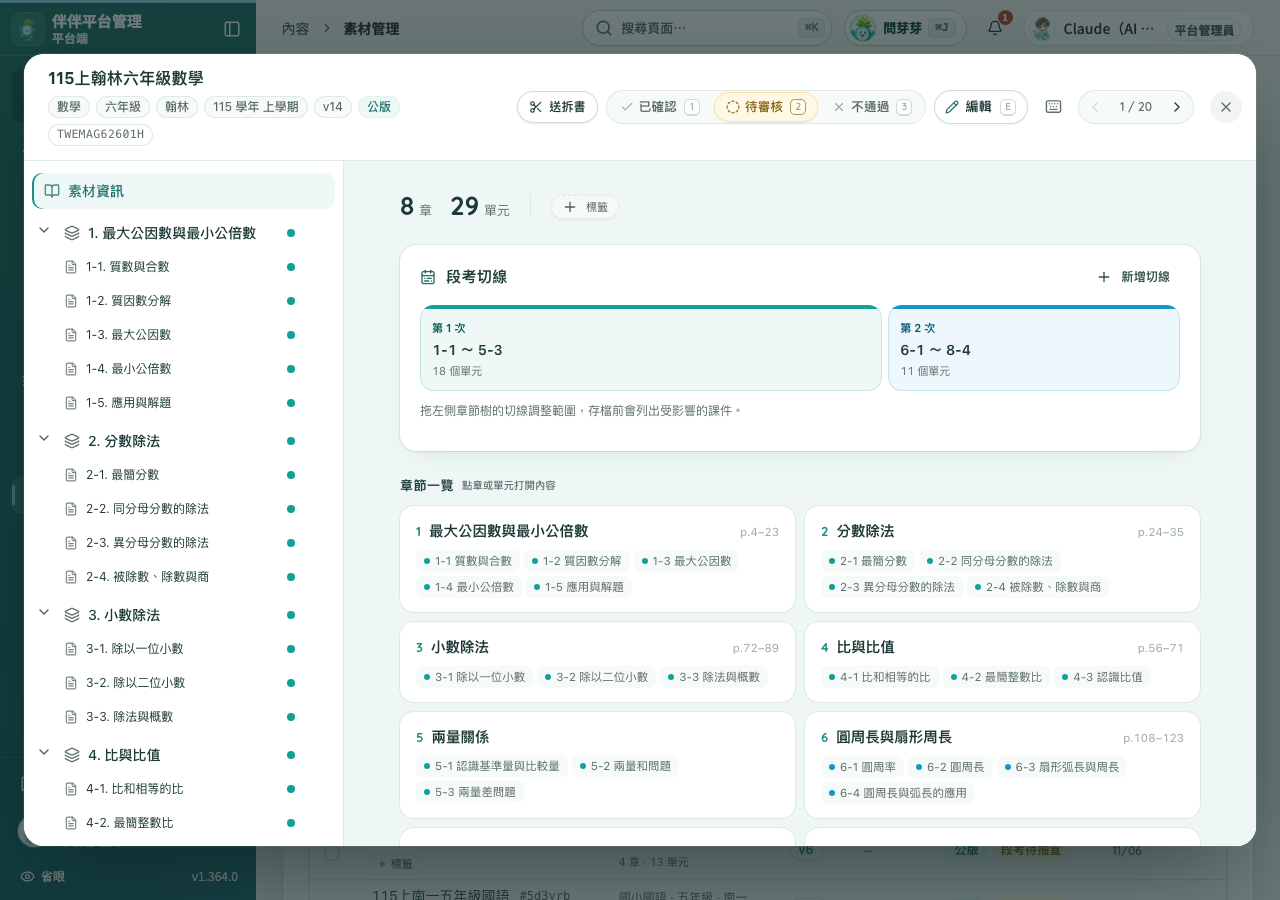 伴伴平台管理
平台端
內容 素材管理
搜尋頁面… ⌘K
問芽芽 ⌘J
1
Claude（AI … 平台管理員
115上翰林六年級數學
數學 六年級 翰林 115 學年 上學期 v14 公版
TWEMAG62601H
送拆書
已確認 1 待審核 2 不通過 3
編輯 E
1 / 20
素材資訊
1. 最大公因數與最小公倍數
1-1. 質數與合數
1-2. 質因數分解
1-3. 最大公因數
1-4. 最小公倍數
1-5. 應用與解題
2. 分數除法
2-1. 最簡分數
2-2. 同分母分數的除法
2-3. 異分母分數的除法
2-4. 被除數、除數與商
3. 小數除法
3-1. 除以一位小數
3-2. 除以二位小數
3-3. 除法與概數
4. 比與比值
4-1. 比和相等的比
4-2. 最簡整數比
8 章 29 單元 + 標籤
段考切線 + 新增切線
第 1 次
1-1 ～ 5-3
18 個單元
第 2 次
6-1 ～ 8-4
11 個單元
拖左側章節樹的切線調整範圍，存檔前會列出受影響的課件。
章節一覽 點章或單元打開內容
1 最大公因數與最小公倍數 p.4–23
1-1 質數與合數 1-2 質因數分解 1-3 最大公因數
1-4 最小公倍數 1-5 應用與解題
2 分數除法 p.24–35
2-1 最簡分數 2-2 同分母分數的除法
2-3 異分母分數的除法 2-4 被除數、除數與商
3 小數除法 p.72–89
3-1 除以一位小數 3-2 除以二位小數 3-3 除法與概數
4 比與比值 p.56–71
4-1 比和相等的比 4-2 最簡整數比 4-3 認識比值
5 兩量關係
5-1 認識基準量與比較量 5-2 兩量和問題
5-3 兩量差問題
6 圓周長與扇形周長 p.108–123
6-1 圓周率 6-2 圓周長 6-3 扇形弧長與周長
6-4 圓周長與弧長的應用
+ 標籤 4 章 · 13 單元 v6 — 公版 段考待抽查 11/06
省眼 v1.364.0
115上南一五年級國語 #5d3yrb 國小國語 · 五年級 · 南一